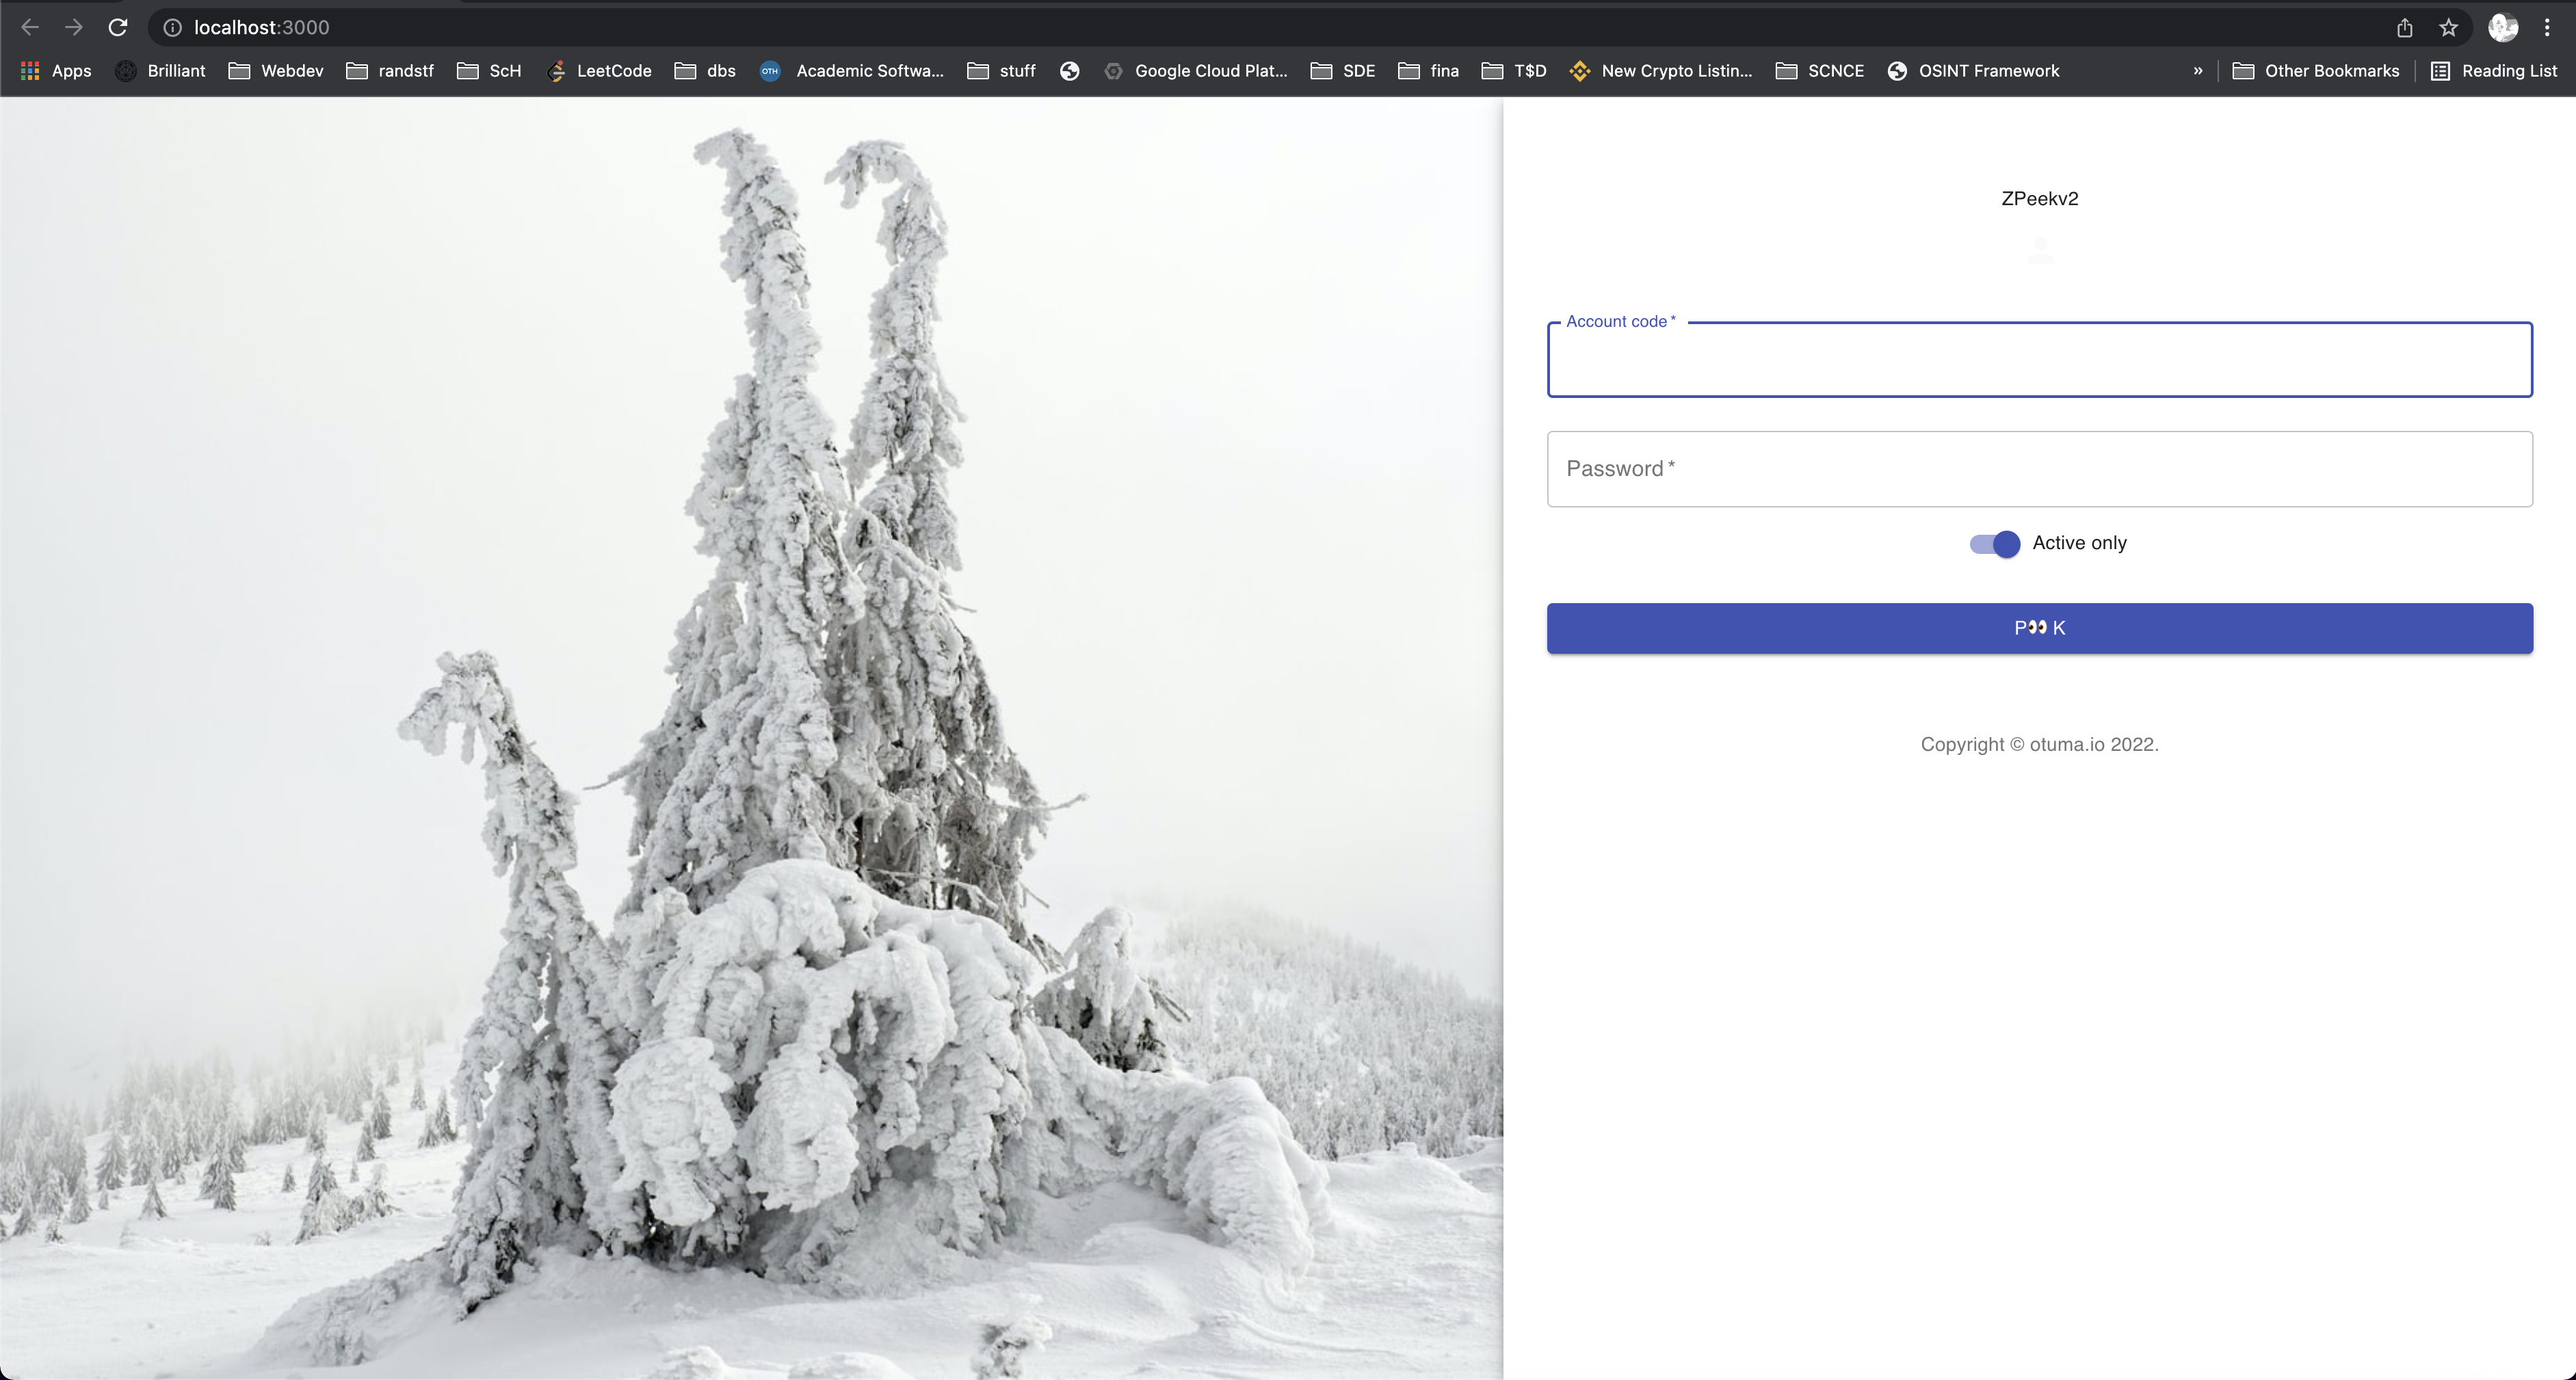 localhost:3000
Apps Brilliant Webdev randstf ScH LeetCode dbs OTH Academic Softwa... stuff Google Cloud Plat... SDE fina T$D New Crypto Listin... SCNCE OSINT Framework » Other Bookmarks Reading List
ZPeekv2
Account code *
Password *
Active only
P👀 K
Copyright © otuma.io 2022.